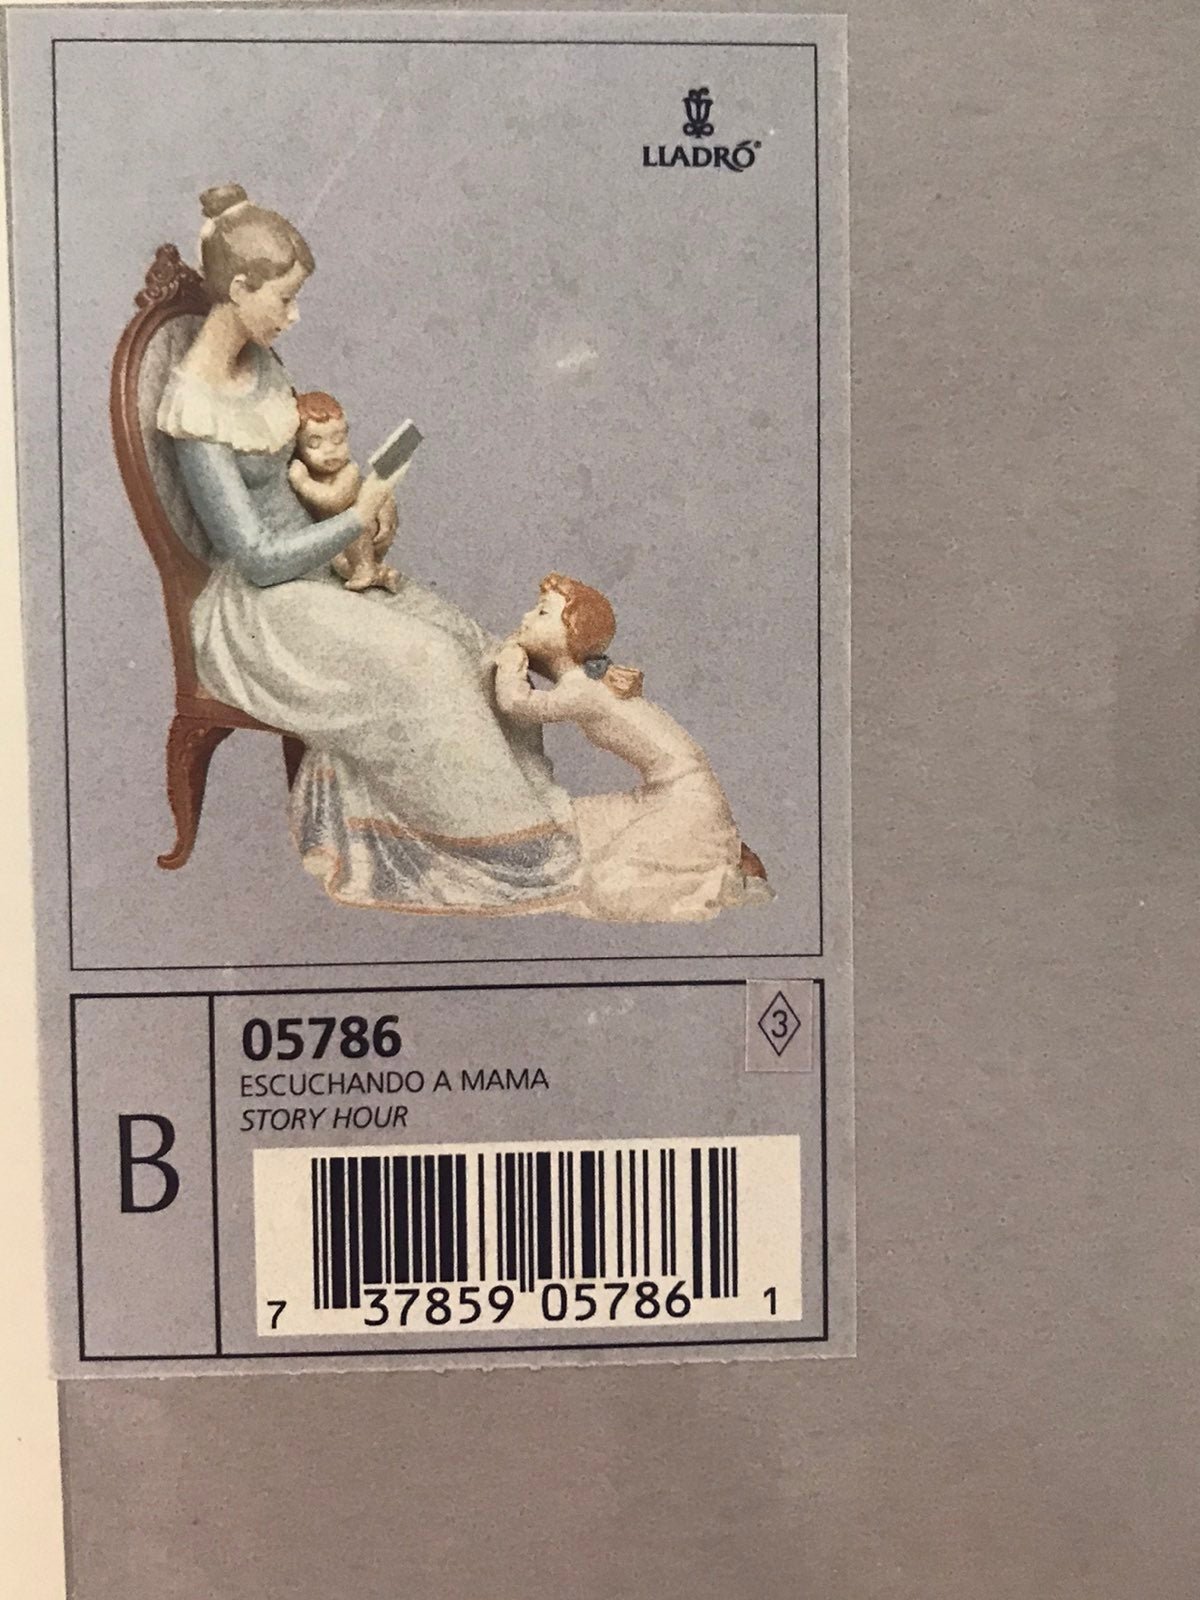 LLADRÓ®
05786
3
ESCUCHANDO A MAMA
STORY HOUR
B
7 37859 05786 1